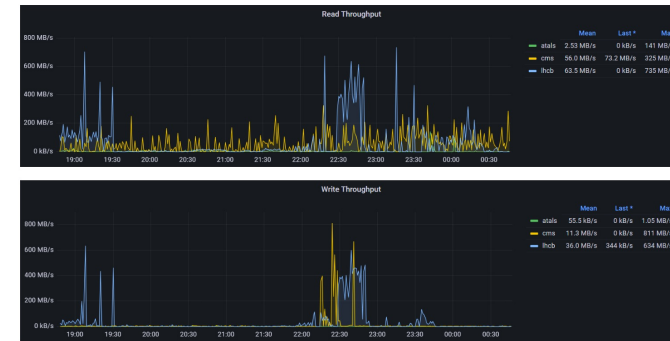 Read Throughput
Mean Last * Ma
800 MB/s
atals 2.53 MB/s 0 kB/s 141 MB/
cms 56.0 MB/s 73.2 MB/s 325 MB/
lhcb 63.5 MB/s 0 kB/s 735 MB/
600 MB/s
400 MB/s
200 MB/s
0 kB/s
19:00 19:30 20:00 20:30 21:00 21:30 22:00 22:30 23:00 23:30 00:00 00:30
Write Throughput
Mean Last * Ma
800 MB/s
atals 55.5 kB/s 0 kB/s 1.05 MB/
cms 11.3 MB/s 0 kB/s 811 MB/
lhcb 36.0 MB/s 344 kB/s 634 MB/
600 MB/s
400 MB/s
200 MB/s
0 kB/s
19:00 19:30 20:00 20:30 21:00 21:30 22:00 22:30 23:00 23:30 00:00 00:30